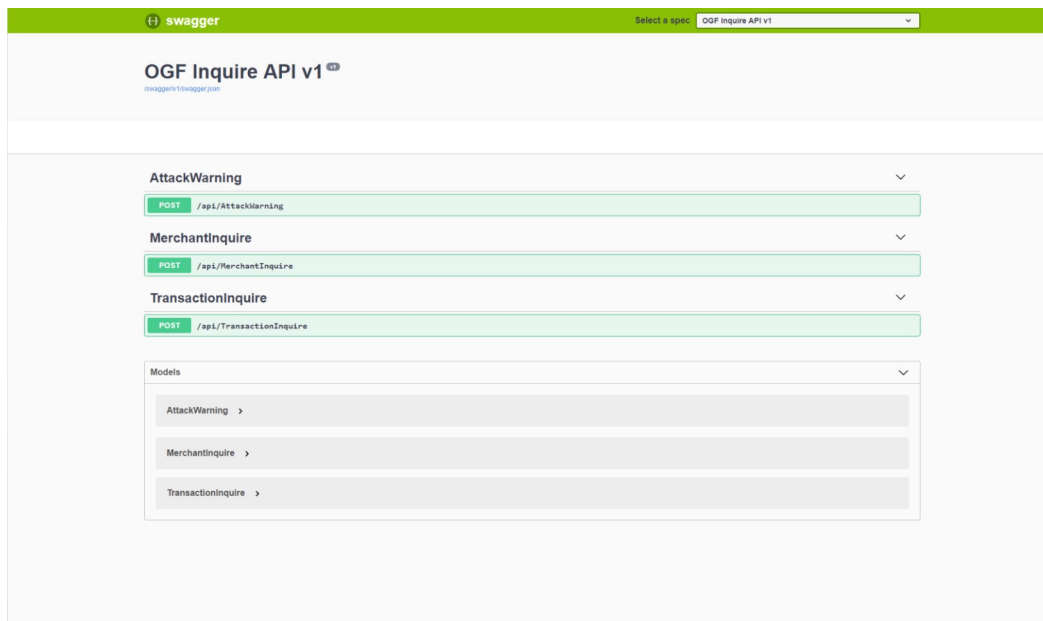 swagger
Select a spec OGF Inquire API v1
OGF Inquire API v1 v1
/swagger/v1/swagger.json
AttackWarning
POST /api/AttackWarning
MerchantInquire
POST /api/MerchantInquire
TransactionInquire
POST /api/TransactionInquire
Models
AttackWarning
MerchantInquire
TransactionInquire